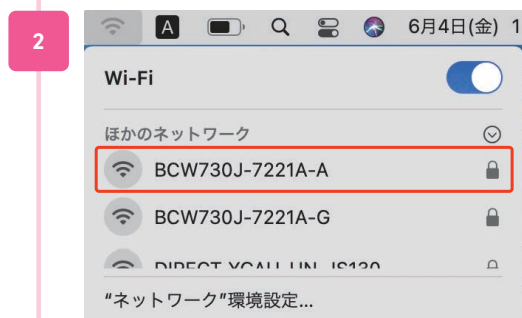 2
A
6月4日(金) 1
Wi-Fi
ほかのネットワーク
BCW730J-7221A-A
BCW730J-7221A-G
"ネットワーク"環境設定...